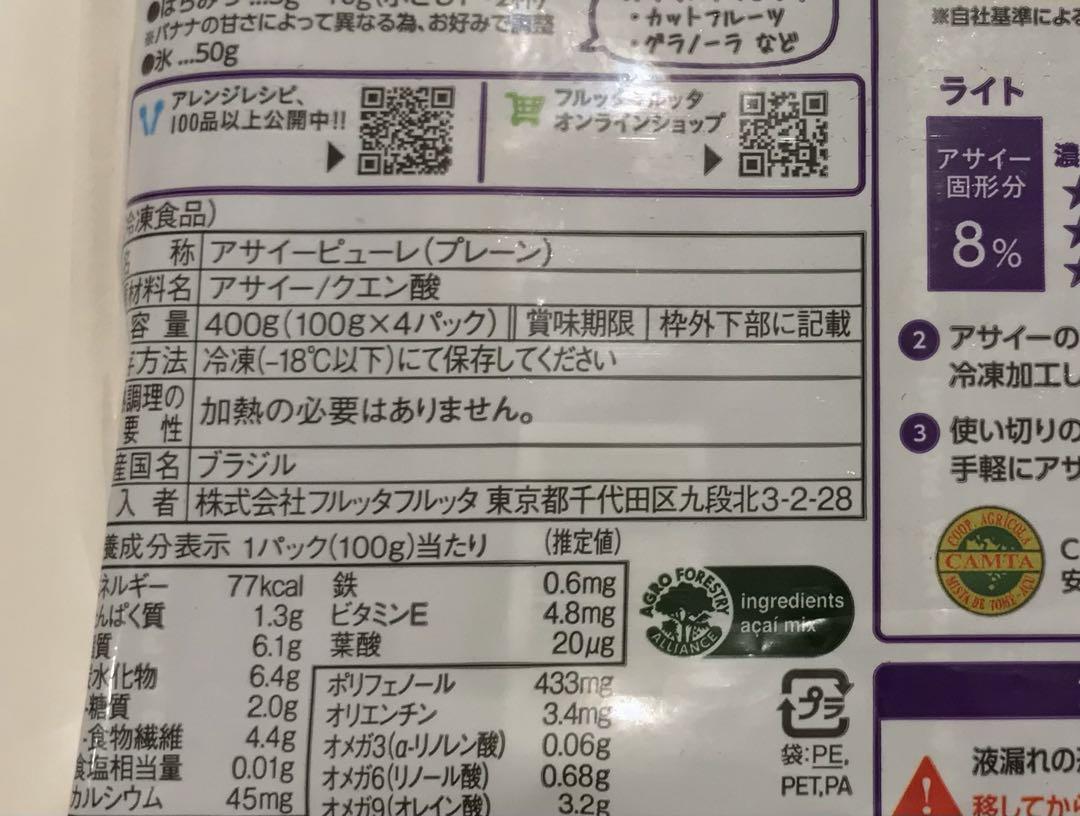 ※バナナの甘さによって異なる為、お好みで調整
●氷…50g
・カットフルーツ
・グラノーラ など
アレンジレシピ、
100品以上公開中!!
フルッタフルッタ
オンラインショップ
冷凍食品)
称 アサイーピューレ(プレーン)
材料名 アサイー/クエン酸
容量 400g(100g×4パック) 賞味期限 枠外下部に記載
存方法 冷凍(-18℃以下)にて保存してください
調理の
要 性 加熱の必要はありません。
産国名 ブラジル
入 者 株式会社フルッタフルッタ 東京都千代田区九段北3-2-28
養成分表示 1パック(100g)当たり (推定値)
ネルギー 77kcal
んぱく質 1.3g
質 6.1g
水化物 6.4g
糖質 2.0g
-食物繊維 4.4g
食塩相当量 0.01g
カルシウム 45mg
鉄 0.6mg
ビタミンE 4.8mg
葉酸 20μg
ポリフェノール 433mg
オリエンチン 3.4mg
オメガ3(α-リノレン酸) 0.06g
オメガ6(リノール酸) 0.68g
オメガ9(オレイン酸) 3.2g
AGRO FORESTRY
ALLIANCE
ingredients
açaí mix
プラ
袋:PE,
PET,PA
※自社基準による
ライト
アサイー
固形分
8%
濃
❷ アサイーの
冷凍加工し
❸ 使い切りの
手軽にアサ
COOP. AGRÍCOLA
CAMTA
MISTA DE TOMÉ-AÇU
C
安
液漏れの
移してから